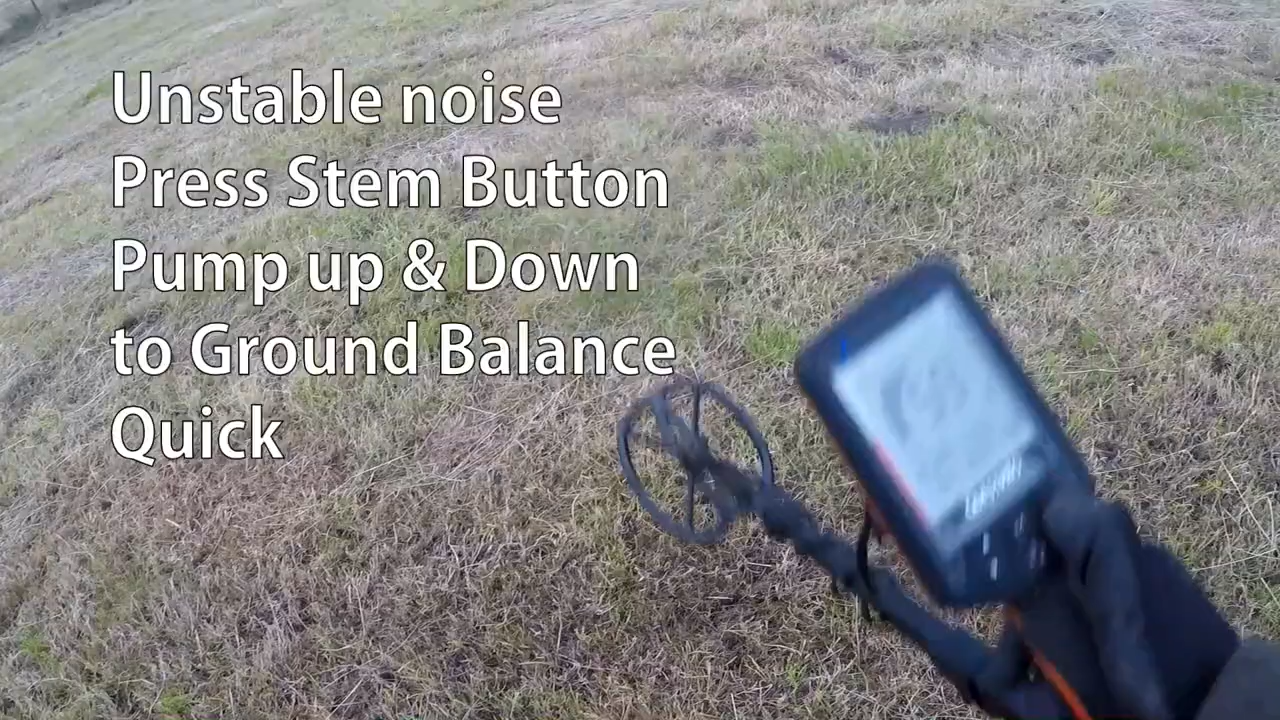 Unstable noise
Press Stem Button
Pump up & Down
to Ground Balance
Quick